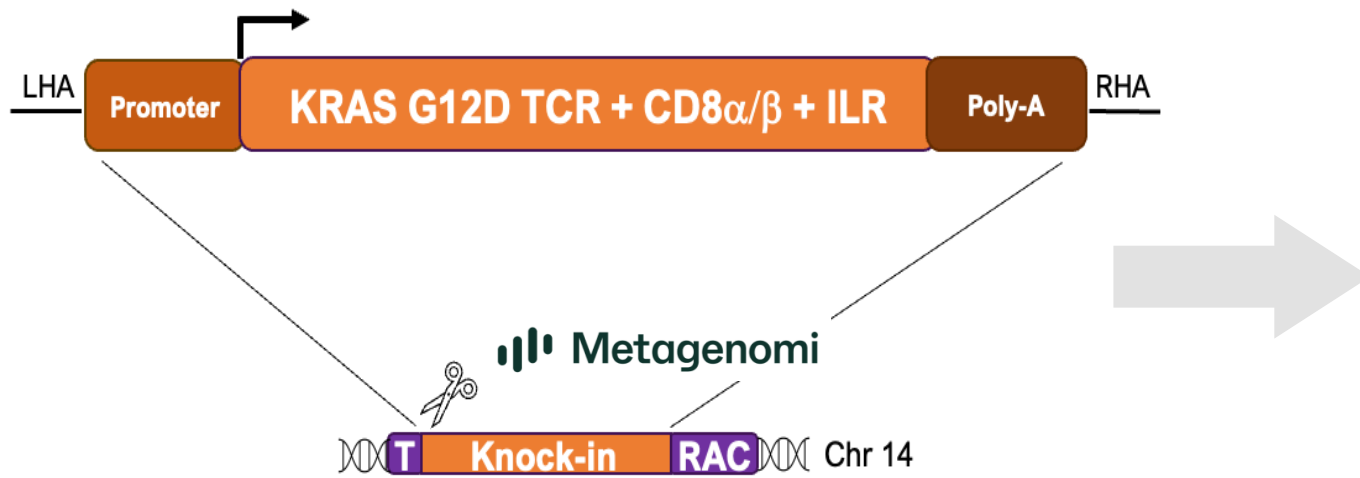 LHA
Promoter
KRAS G12D TCR + CD8α/β + ILR
Poly-A
RHA
Metagenomi
T
Knock-in
RAC
Chr 14